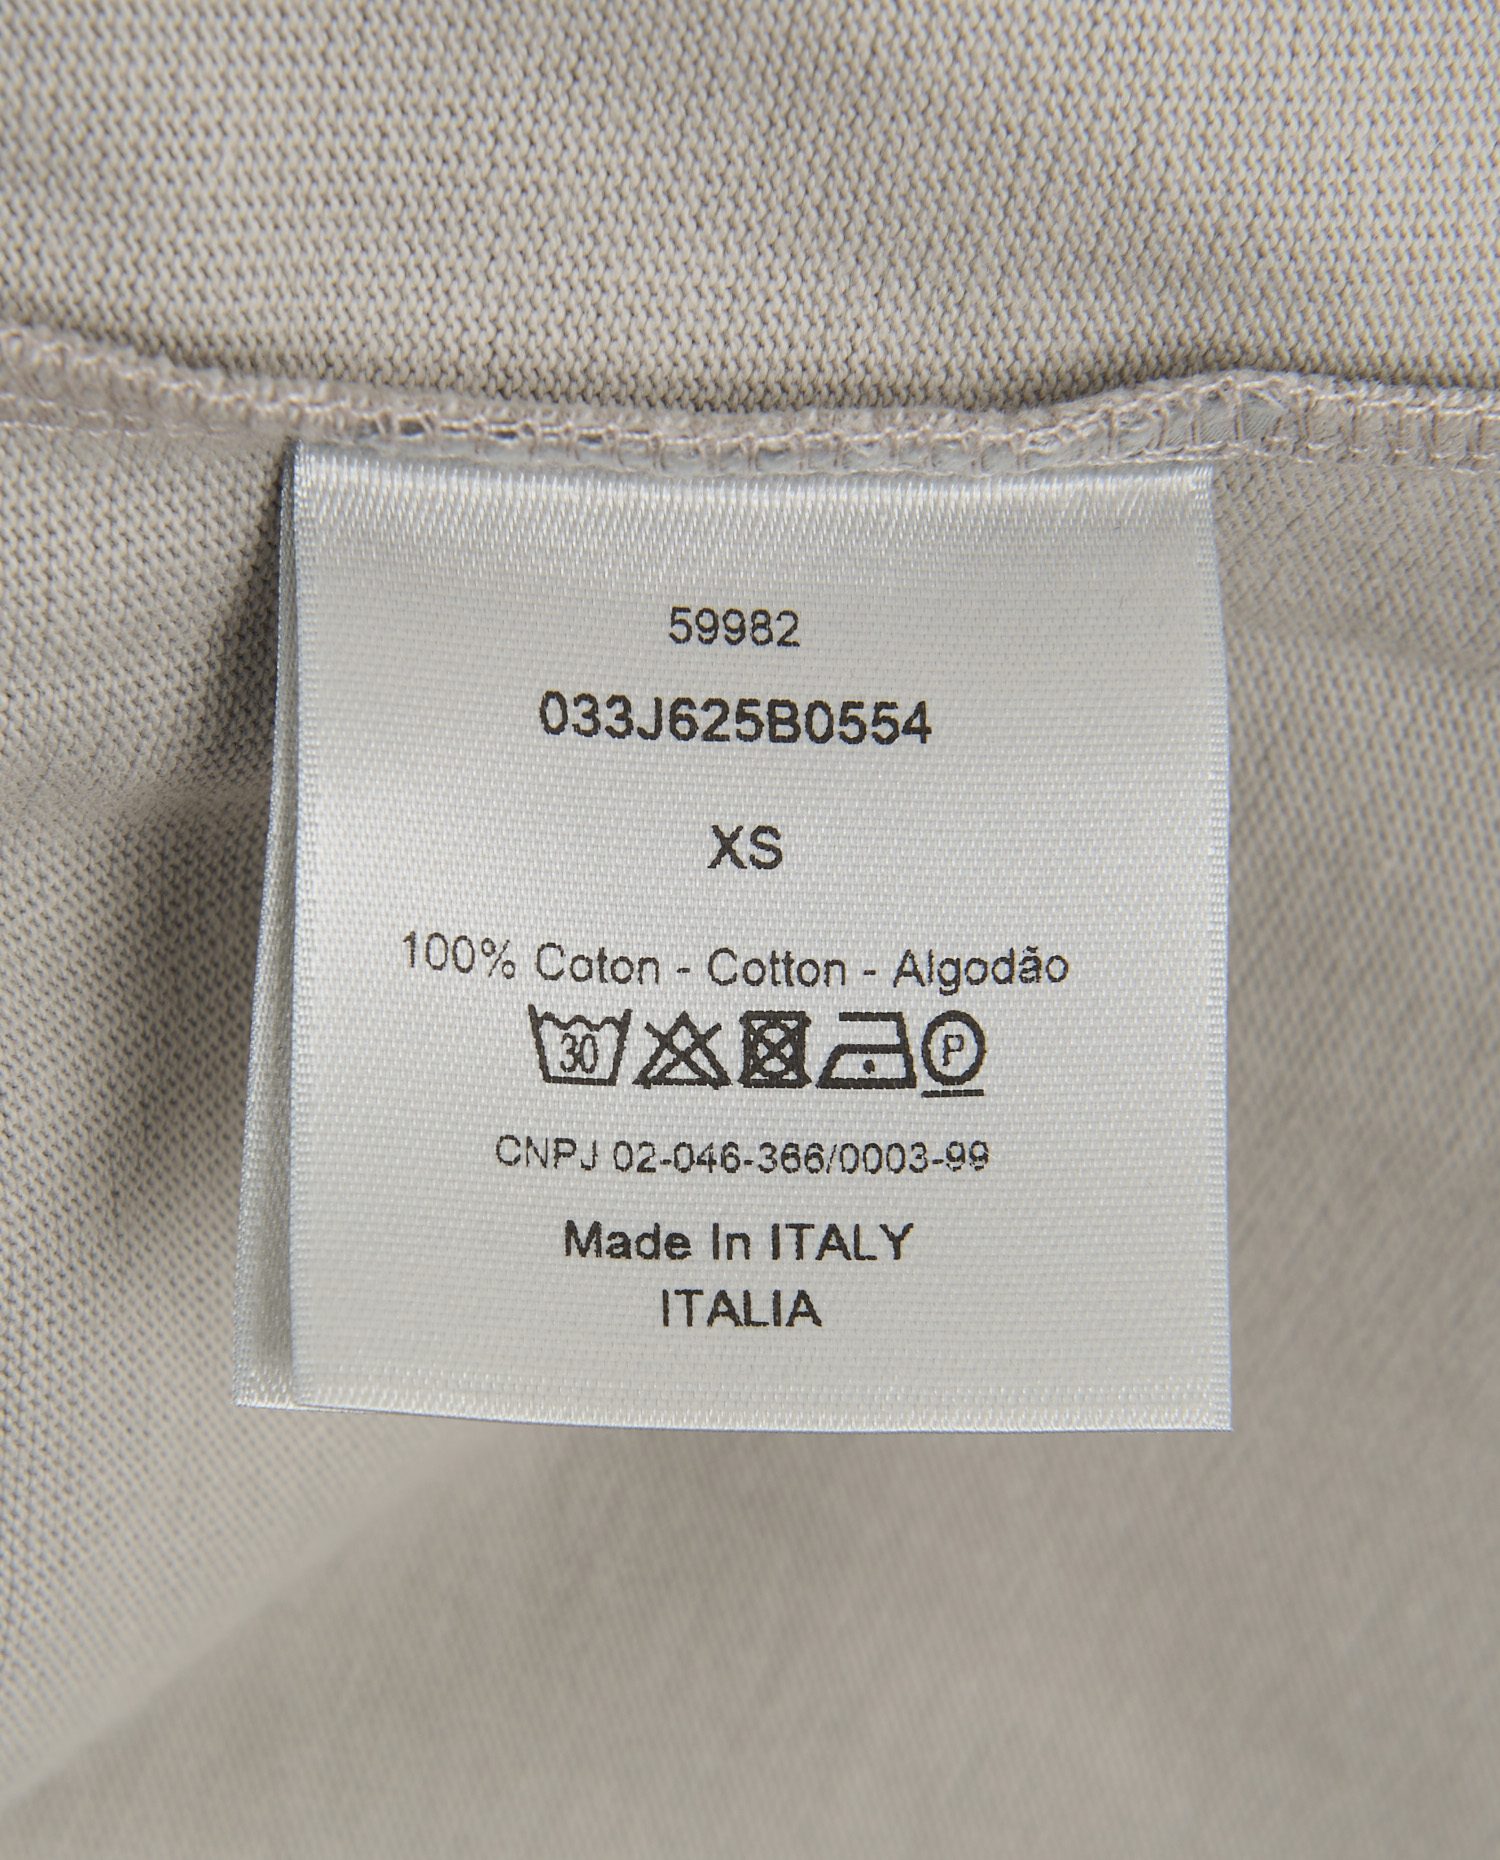 59982
033J625B0554
XS
100% Coton - Cotton - Algodão
30 P
CNPJ 02-046-366/0003-99
Made In ITALY
ITALIA